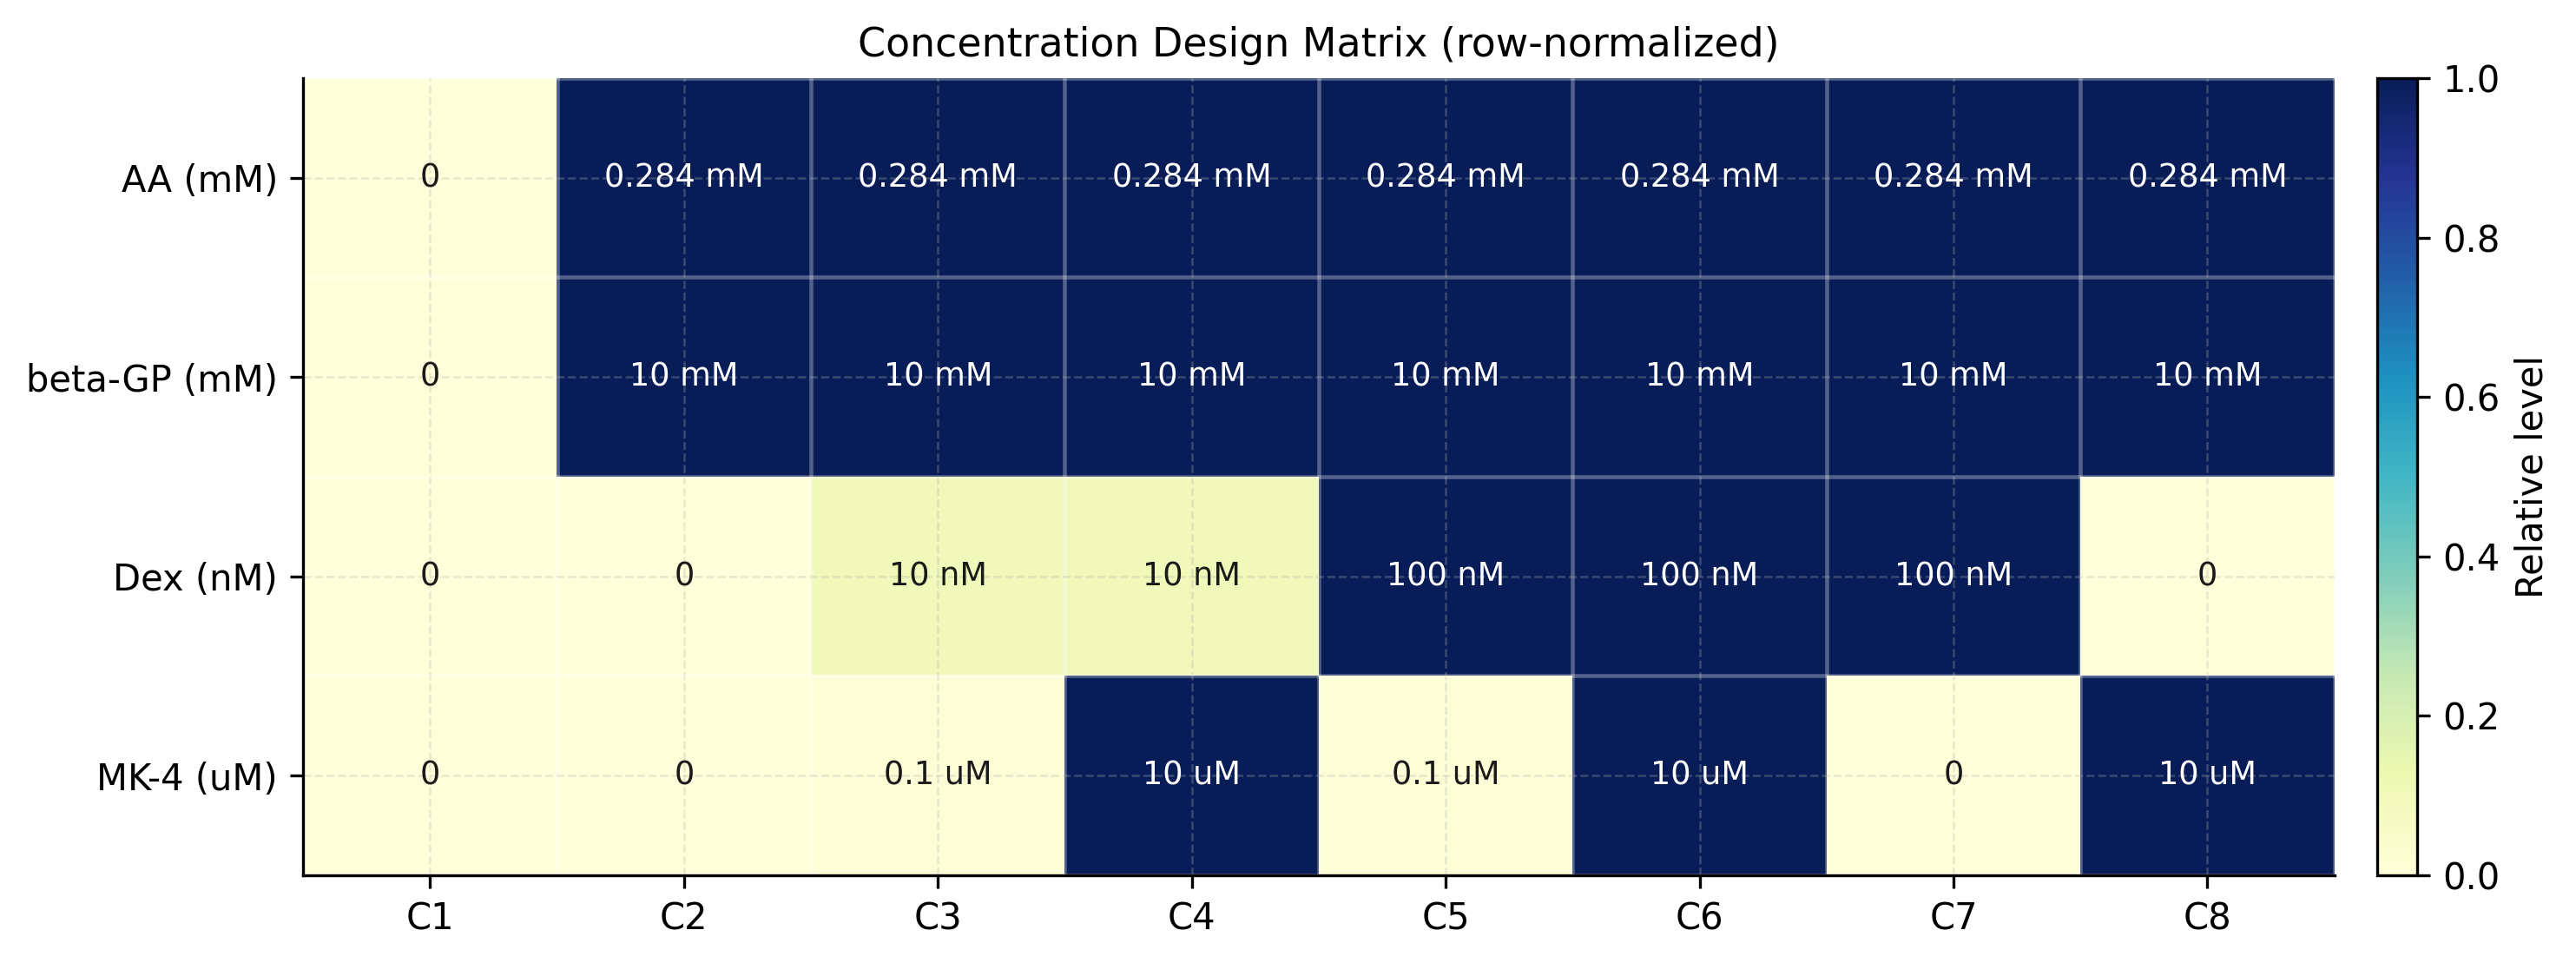 Concentration Design Matrix (row-normalized)
AA (mM) 0 0.284 mM 0.284 mM 0.284 mM 0.284 mM 0.284 mM 0.284 mM 0.284 mM
beta-GP (mM) 0 10 mM 10 mM 10 mM 10 mM 10 mM 10 mM 10 mM
Dex (nM) 0 0 10 nM 10 nM 100 nM 100 nM 100 nM 0
MK-4 (uM) 0 0 0.1 uM 10 uM 0.1 uM 10 uM 0 10 uM
C1 C2 C3 C4 C5 C6 C7 C8
1.0
0.8
0.6
0.4
0.2
0.0
Relative level